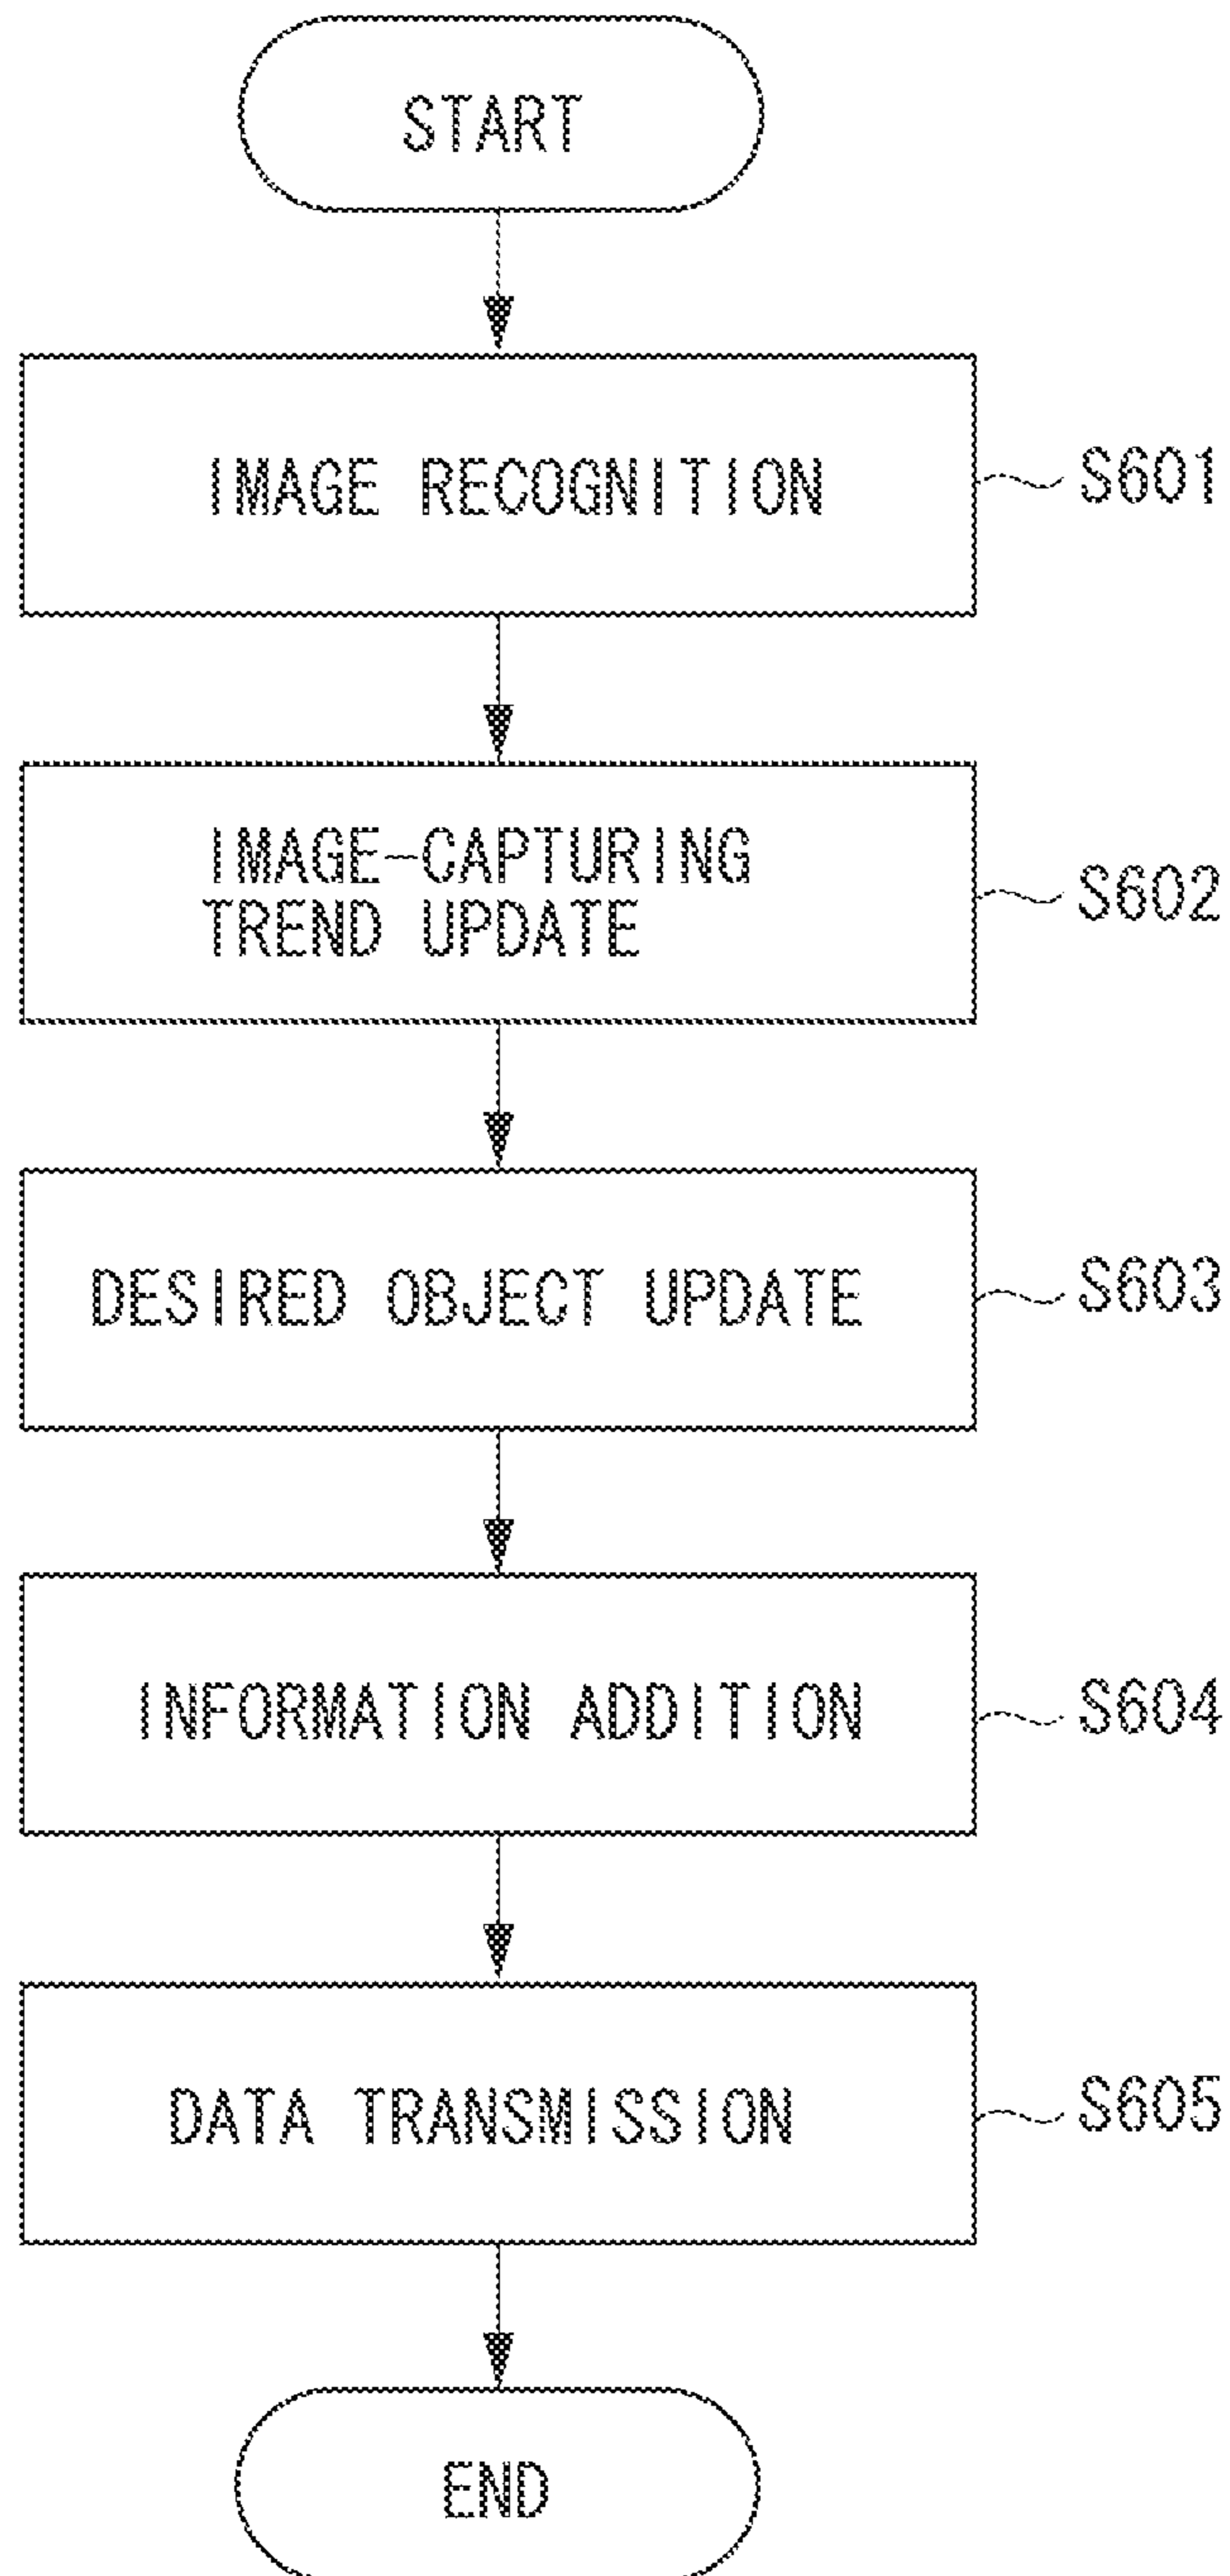 START
IMAGE RECOGNITION
S601
IMAGE-CAPTURING
TREND UPDATE
S602
DESIRED OBJECT UPDATE
S603
INFORMATION ADDITION
S604
DATA TRANSMISSION
S605
END